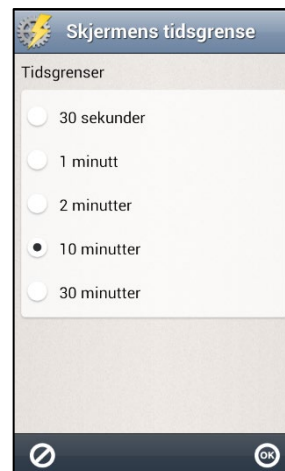 Skjermens tidsgrense
Tidsgrenser
30 sekunder
1 minutt
2 minutter
10 minutter
30 minutter
OK